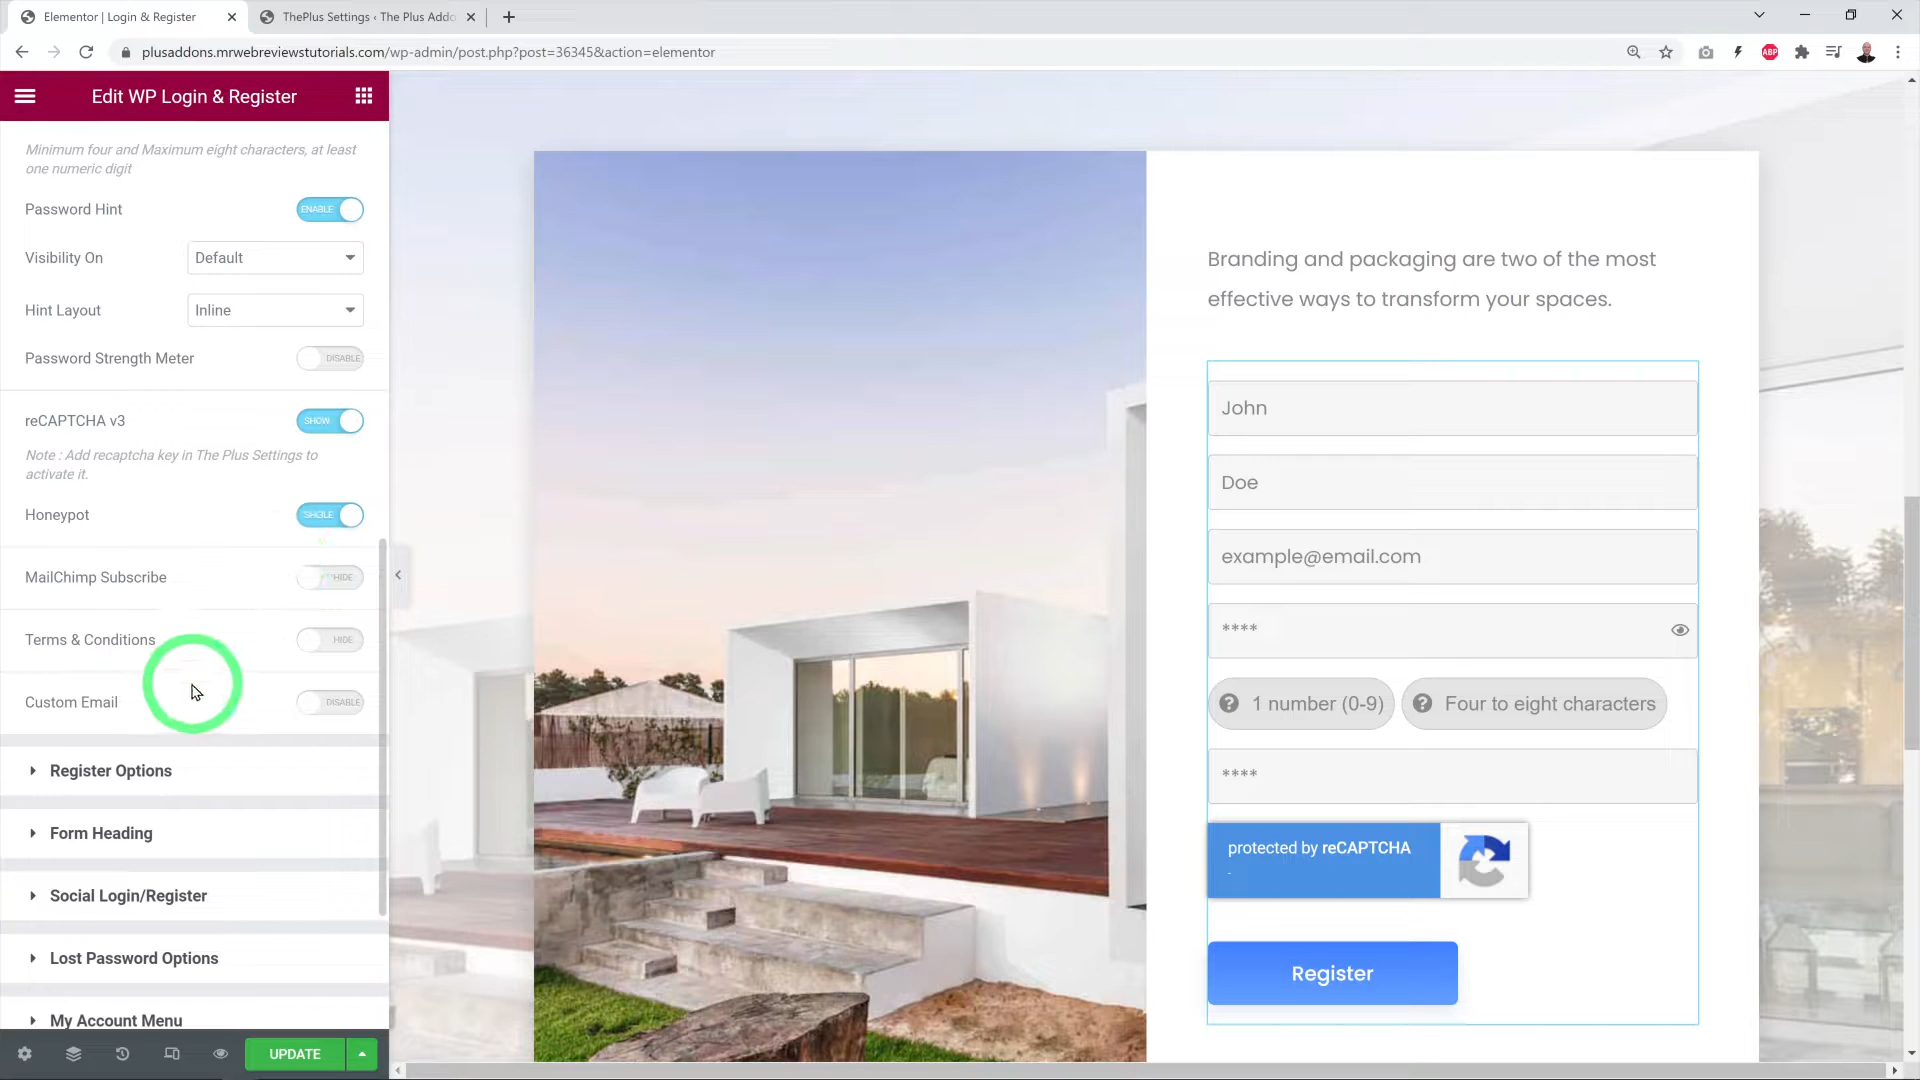 Elementor | Login & Register
ThePlus Settings ‹ The Plus Addo
plusaddons.mrwebreviewstutorials.com/wp-admin/post.php?post=36345&action=elementor
ABP
Edit WP Login & Register
Minimum four and Maximum eight characters, at least
one numeric digit
Password Hint
ENABLE
Visibility On
Default
Hint Layout
Inline
Password Strength Meter
DISABLE
reCAPTCHA v3
SHOW
Note : Add recaptcha key in The Plus Settings to
activate it.
Honeypot
MailChimp Subscribe
HIDE
Terms & Conditions
HIDE
Custom Email
DISABLE
Register Options
Form Heading
Social Login/Register
Lost Password Options
My Account Menu
UPDATE
Branding and packaging are two of the most
effective ways to transform your spaces.
John
Doe
example@email.com
****
1 number (0-9)
Four to eight characters
****
protected by reCAPTCHA
-
Register